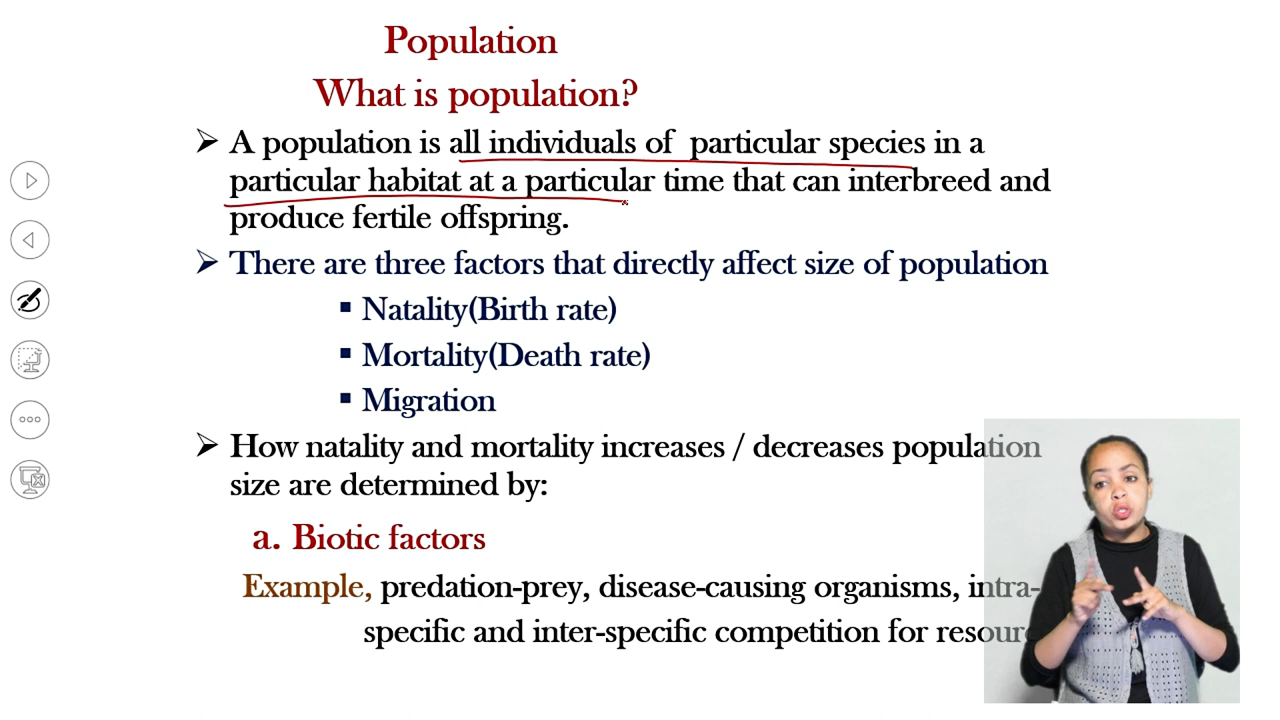 Population
What is population?
➢ A population is all individuals of particular species in a
particular habitat at a particular time that can interbreed and
produce fertile offspring.
➢ There are three factors that directly affect size of population
▪ Natality(Birth rate)
▪ Mortality(Death rate)
▪ Migration
➢ How natality and mortality increases / decreases population
size are determined by:
a. Biotic factors
Example, predation-prey, disease-causing organisms, intra-
specific and inter-specific competition for